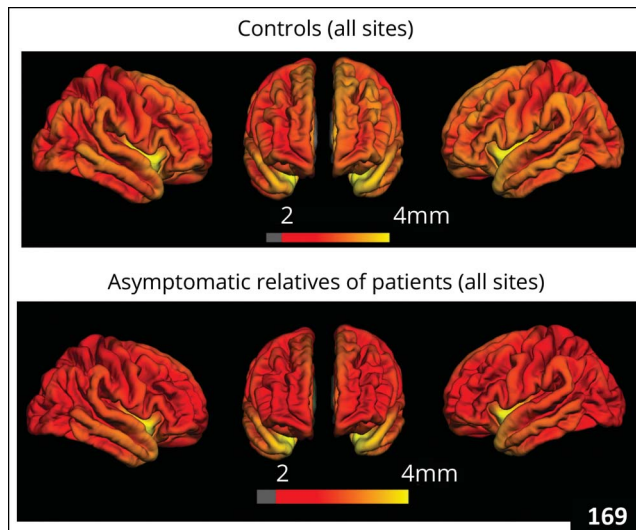 Controls (all sites)
2 4mm
Asymptomatic relatives of patients (all sites)
2 4mm
169